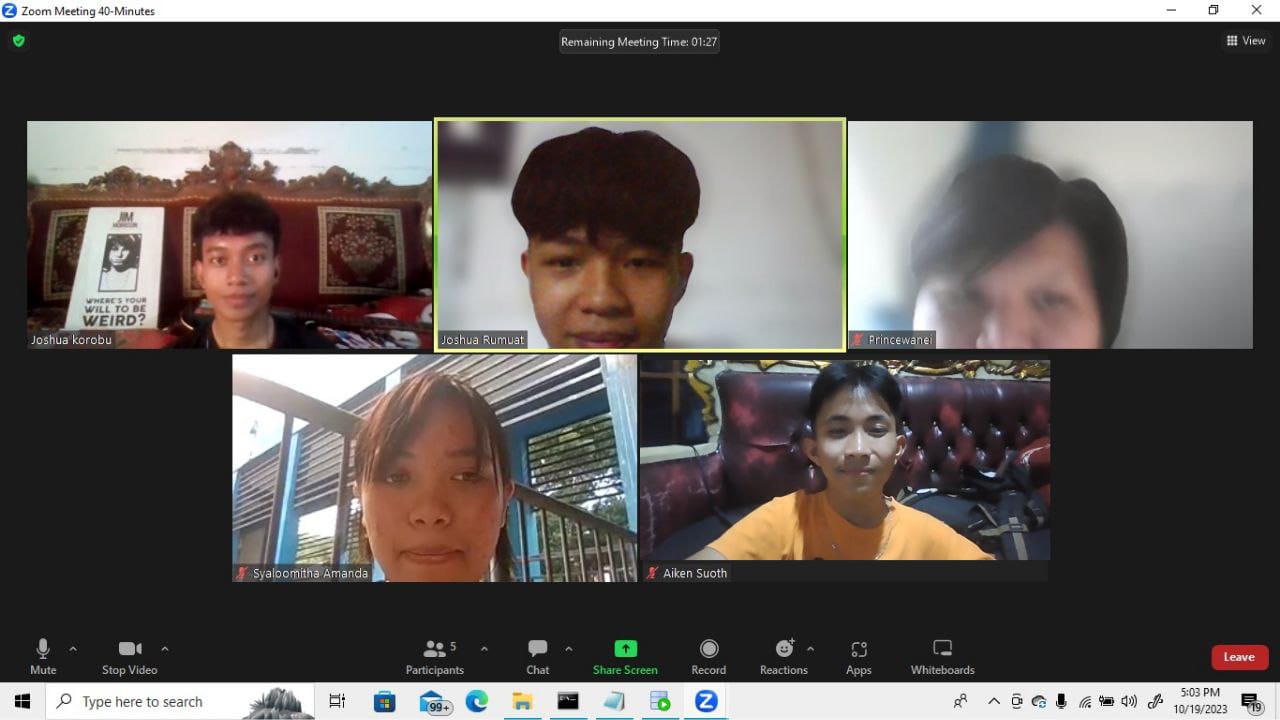 Zoom Meeting 40-Minutes
Remaining Meeting Time: 01:27
View
JIM
MORRISON
WHERE'S YOUR
WILL TO BE
WEIRD?
Joshua korobu
Joshua Rumuat
Princewanei
Syaloomitha Amanda
Aiken Suoth
Mute
Stop Video
5
Participants
Chat
Share Screen
Record
Reactions
Apps
Whiteboards
Leave
Type here to search
99+
5:03 PM
10/19/2023
19